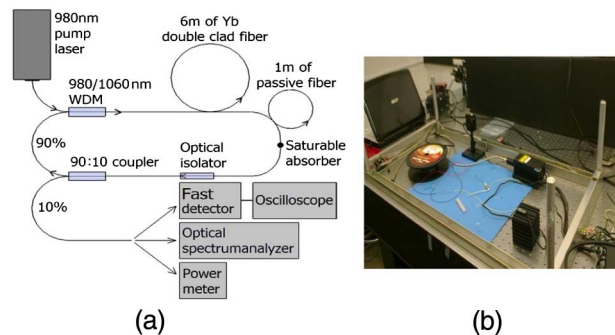 980nm
pump
laser
6m of Yb
double clad fiber
1m of
passive fiber
980/1060nm
WDM
90%
90:10 coupler
Optical
isolator
Saturable
absorber
10%
Fast
detector
Oscilloscope
Optical
spectrumanalyzer
Power
meter
(a)
(b)